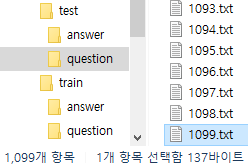 test
answer
question
train
answer
question
1093.txt
1094.txt
1095.txt
1096.txt
1097.txt
1098.txt
1099.txt
1,099개 항목 1개 항목 선택함 137바이트